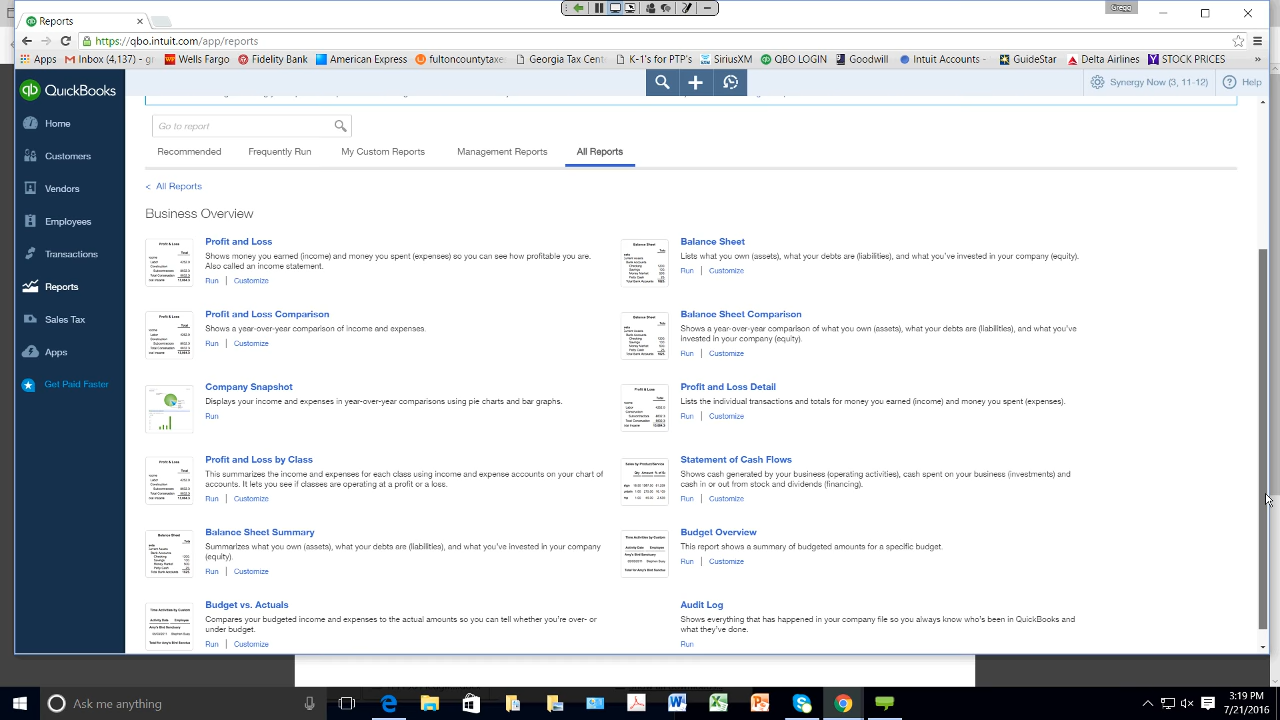 Gregg
Reports
https://qbo.intuit.com/app/reports
Apps
Inbox (4,137) - gr
Wells Fargo
Fidelity Bank
American Express
fultroncountytaxes
Georgia Tax Cente
K-1's for PTP's
SiriusXM
QBO LOGIN
Goodwill
Intuit Accounts -
GuideStar
Delta Airlines
STOCK PRICES
QuickBooks
Synergy Now (3, 11-12)
Help
Home
Customers
Vendors
Employees
Transactions
Reports
Sales Tax
Apps
Get Paid Faster
Go to report
Recommended
Frequently Run
My Custom Reports
Management Reports
All Reports
< All Reports
Business Overview
Profit and Loss
Shows money you earned (income) and money you spent (expenses) so you can see how profitable you are.
Also called an income statement.
Run | Customize
Balance Sheet
Lists what you own (assets), what your debts are (liabilities), and what you've invested in your company (equity).
Run | Customize
Profit and Loss Comparison
Shows a year-over-year comparison of income and expenses.
Run | Customize
Balance Sheet Comparison
Shows a year-over-year comparison of what you own (assets), what your debts are (liabilities), and what you've
invested in your company (equity).
Run | Customize
Company Snapshot
Displays your income and expenses in year-over-year comparisons using pie charts and bar graphs.
Run
Profit and Loss Detail
Lists the individual transactions and totals for money you earned (income) and money you spent (expenses).
Run | Customize
Profit and Loss by Class
This summarizes the income and expenses for each class using income and expense accounts on your chart of
accounts. It lets you see if classes are operating at a profit or loss.
Run | Customize
Statement of Cash Flows
Shows cash generated by your business (operating activities), cash spent on your business (investments) and
cash in or out from stock and dividends (financing).
Run | Customize
Balance Sheet Summary
Summarizes what you own (assets), what your debts are (liabilities), and what you've invested in your company
(equity).
Run | Customize
Budget Overview
This report shows a summary of budgeted amounts for a specific budget.
Run | Customize
Budget vs. Actuals
Compares your budgeted income and expenses to the actual amounts so you can tell whether you're over or
under budget.
Run | Customize
Audit Log
Shows everything that has happened in your company file so you always know who's been in QuickBooks and
what they've done.
Run
Ask me anything
3:19 PM
7/21/2016